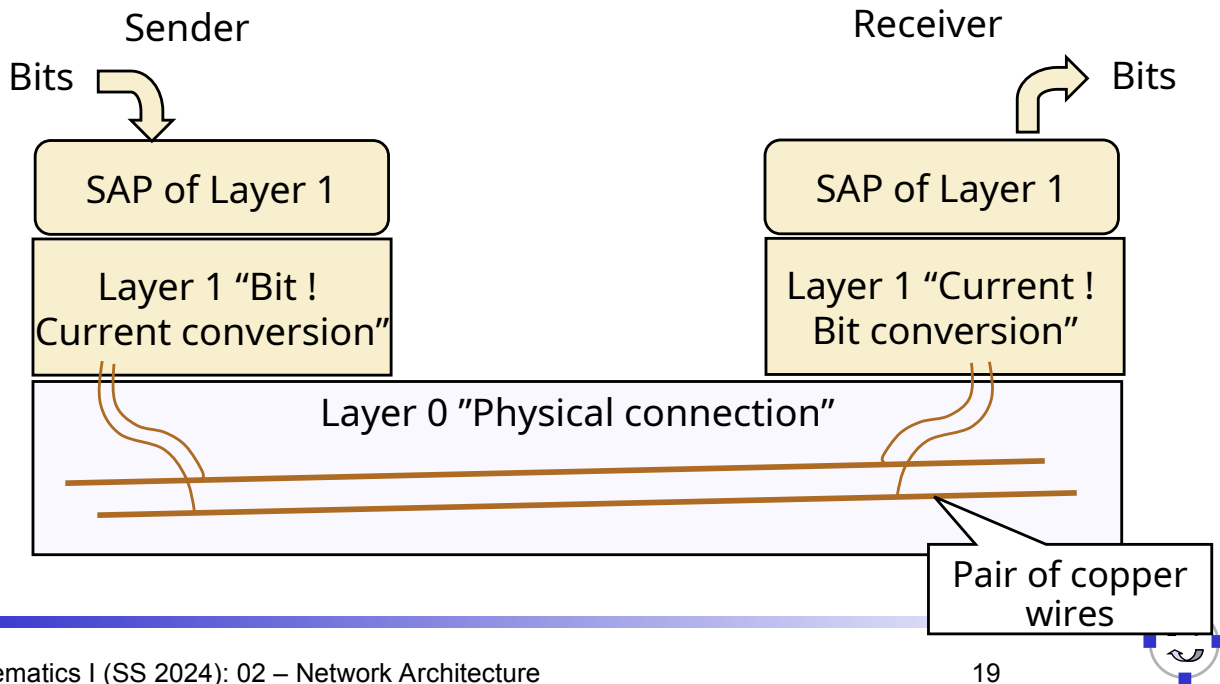 Sender
Receiver
Bits
Bits
SAP of Layer 1
SAP of Layer 1
Layer 1 “Bit !
Current conversion”
Layer 1 “Current !
Bit conversion”
Layer 0 ”Physical connection”
Pair of copper
wires
ematics I (SS 2024): 02 – Network Architecture
19